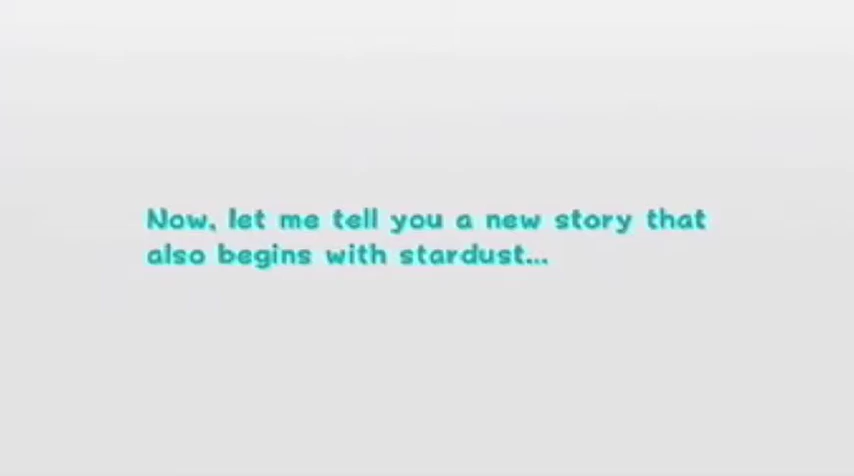 Now, let me tell you a new story that
also begins with stardust...